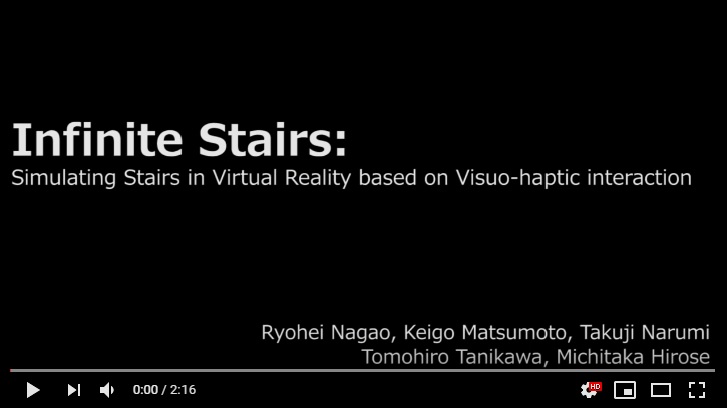 Infinite Stairs:
Simulating Stairs in Virtual Reality based on Visuo-haptic interaction
Ryohei Nagao, Keigo Matsumoto, Takuji Narumi
Tomohiro Tanikawa, Michitaka Hirose
0:00 / 2:16
HD